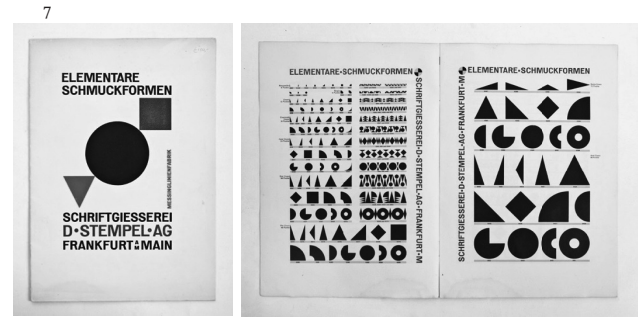 7
ELEMENTARE
SCHMUCKFORMEN
MESSINGLINIENFABRIK
SCHRIFTGIESSEREI
D•STEMPEL•AG
FRANKFURT A MAIN
ELEMENTARE•SCHMUCKFORMEN
SCHRIFTGIESSEREI•D•STEMPEL•AG•FRANKFURT•M
ELEMENTARE•SCHMUCKFORMEN
SCHRIFTGIESSEREI•D•STEMPEL•AG•FRANKFURT•M